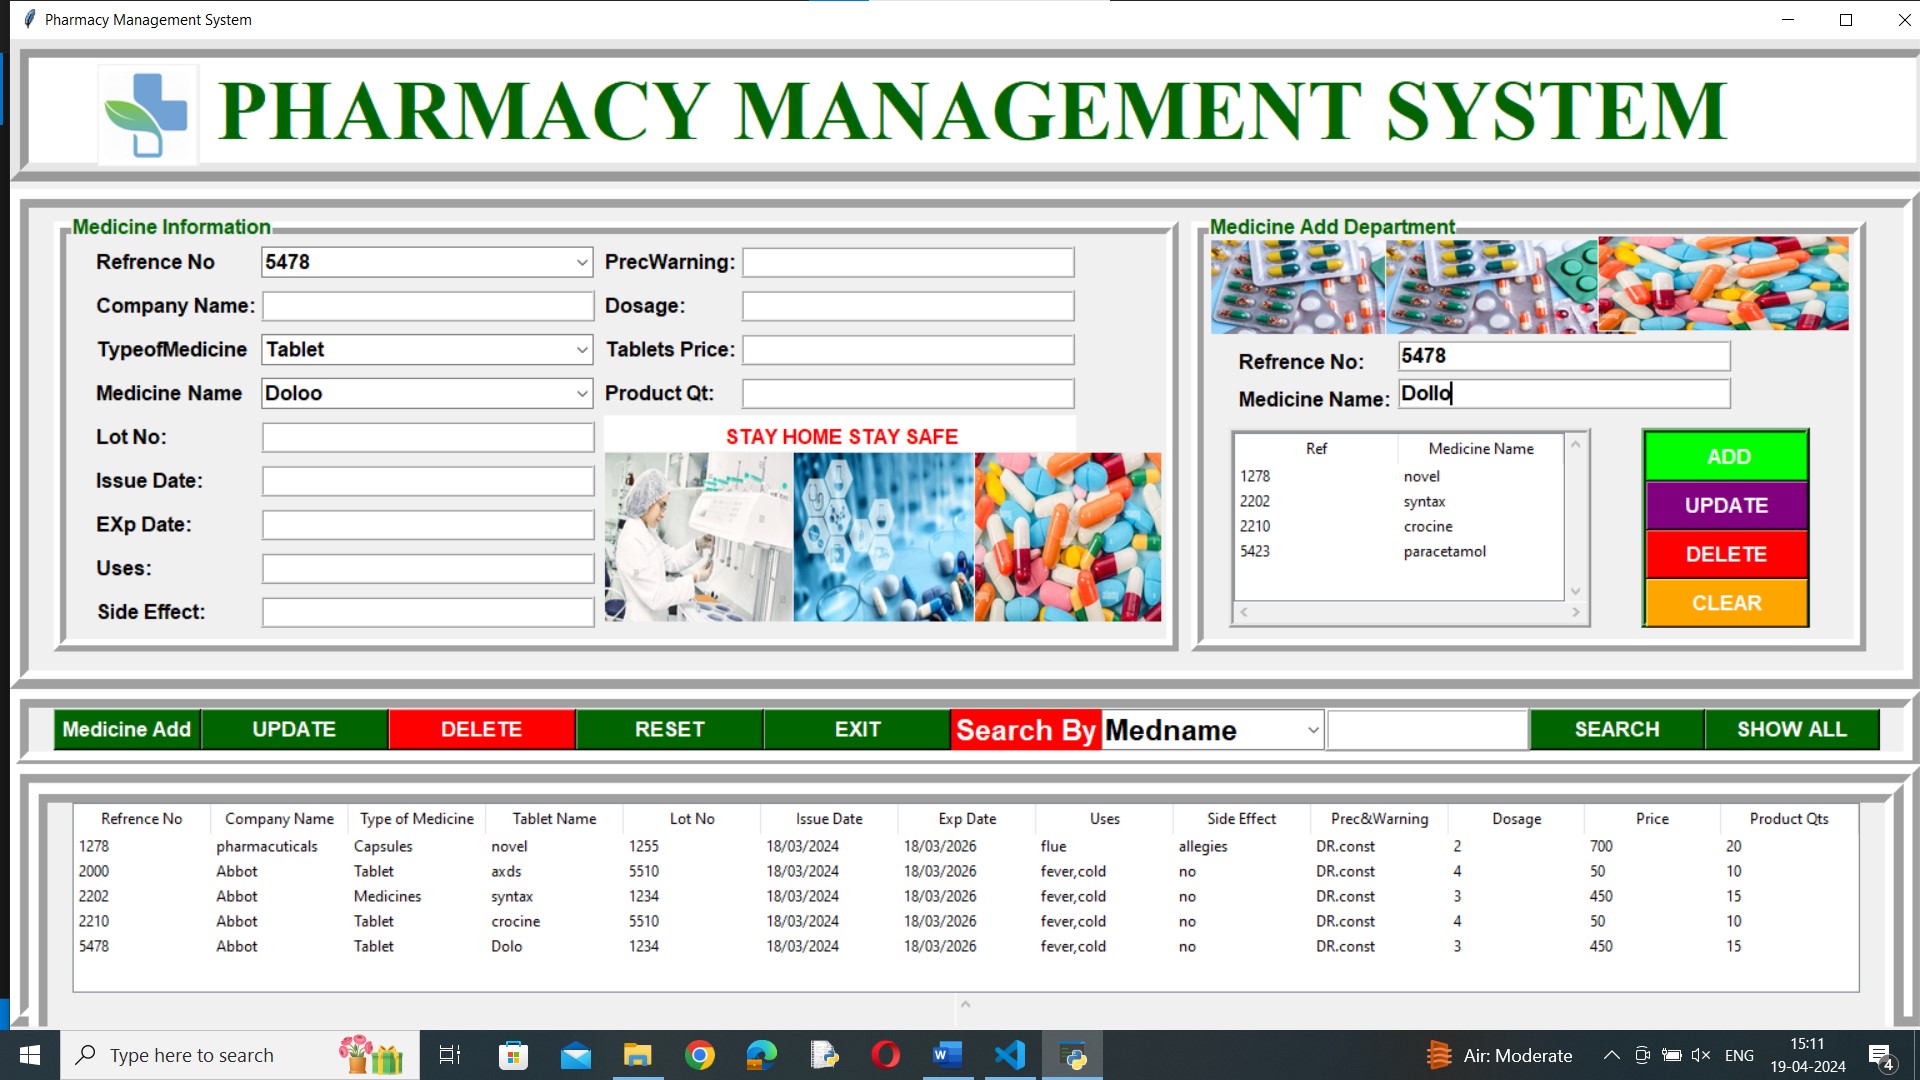 Pharmacy Management System
PHARMACY MANAGEMENT SYSTEM
Medicine Information
Refrence No 5478 PrecWarning:
Company Name: Dosage:
TypeofMedicine Tablet Tablets Price:
Medicine Name Doloo Product Qt:
Lot No:
STAY HOME STAY SAFE
Issue Date:
EXp Date:
Uses:
Side Effect:
Medicine Add Department
Refrence No: 5478
Medicine Name: Dollo
Ref Medicine Name
1278 novel
2202 syntax
2210 crocine
5423 paracetamol
ADD
UPDATE
DELETE
CLEAR
Medicine Add UPDATE DELETE RESET EXIT Search By Medname SEARCH SHOW ALL
Refrence No Company Name Type of Medicine Tablet Name Lot No Issue Date Exp Date Uses Side Effect Prec&Warning Dosage Price Product Qts
1278 pharmacuticals Capsules novel 1255 18/03/2024 18/03/2026 flue allegies DR.const 2 700 20
2000 Abbot Tablet axds 5510 18/03/2024 18/03/2026 fever,cold no DR.const 4 50 10
2202 Abbot Medicines syntax 1234 18/03/2024 18/03/2026 fever,cold no DR.const 3 450 15
2210 Abbot Tablet crocine 5510 18/03/2024 18/03/2026 fever,cold no DR.const 4 50 10
5478 Abbot Tablet Dolo 1234 18/03/2024 18/03/2026 fever,cold no DR.const 3 450 15
Type here to search
Air: Moderate
ENG
15:11
19-04-2024
4